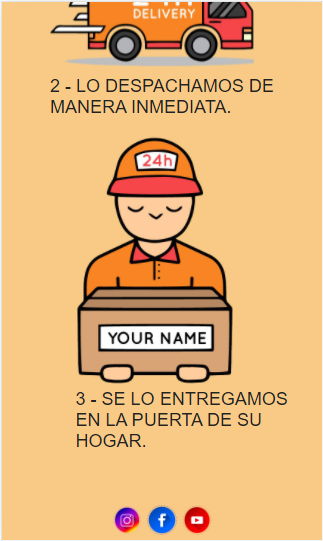 DELIVERY
2 - LO DESPACHAMOS DE
MANERA INMEDIATA.
24h
YOUR NAME
3 - SE LO ENTREGAMOS
EN LA PUERTA DE SU
HOGAR.